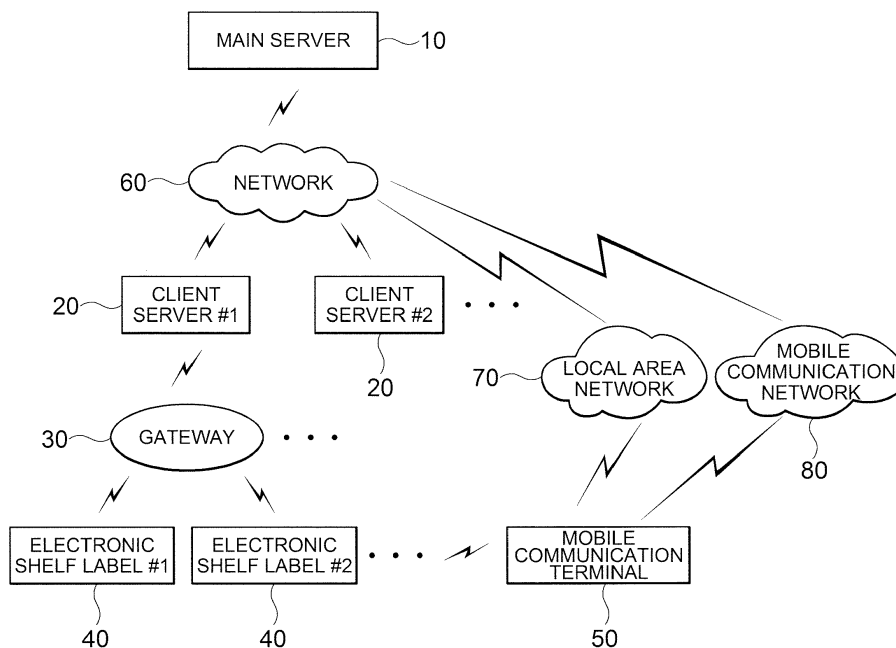 MAIN SERVER
10
60
NETWORK
20
CLIENT
SERVER #1
CLIENT
SERVER #2
• • •
20
70
LOCAL AREA
NETWORK
MOBILE
COMMUNICATION
NETWORK
80
30
GATEWAY
• • •
ELECTRONIC
SHELF LABEL #1
ELECTRONIC
SHELF LABEL #2
• • •
MOBILE
COMMUNICATION
TERMINAL
40
40
50